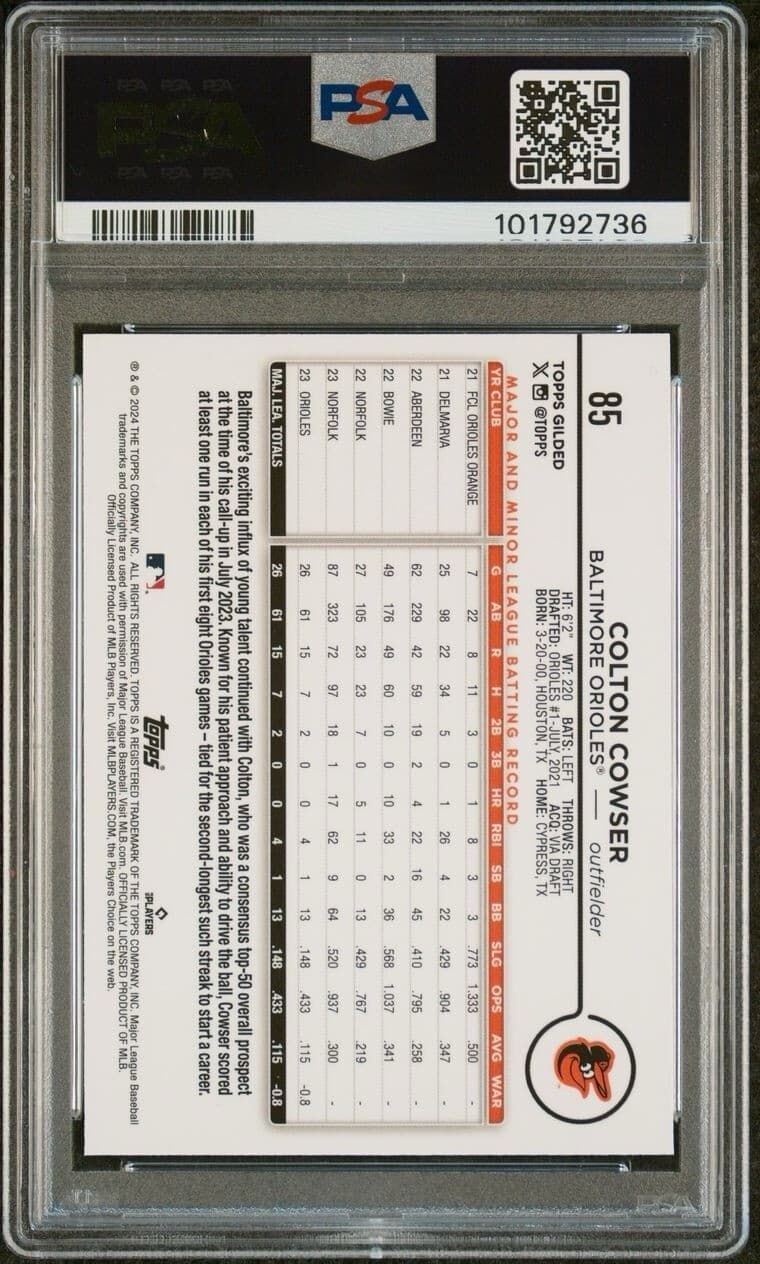 PSA PSA PSA
PSA
PSA PSA PSA
PSA
101792736
85
COLTON COWSER
BALTIMORE ORIOLES® — outfielder
TOPPS GILDED
X @TOPPS
HT: 6'2" WT: 220 BATS: LEFT THROWS: RIGHT
DRAFTED: ORIOLES #1-JULY, 2021 ACQ: VIA DRAFT
BORN: 3-20-00, HOUSTON, TX HOME: CYPRESS, TX
MAJOR AND MINOR LEAGUE BATTING RECORD
YR CLUB G AB R H 2B 3B HR RBI SB BB SLG OPS AVG WAR
21 FCL ORIOLES ORANGE 7 22 8 11 3 0 1 8 3 3 .773 1.333 .500 -
21 DELMARVA 25 98 22 34 5 0 1 26 4 22 .429 .904 .347 -
22 ABERDEEN 62 229 42 59 19 2 4 22 16 45 .410 .795 .258 -
22 BOWIE 49 176 49 60 10 0 10 33 2 36 .568 1.037 .341 -
22 NORFOLK 27 105 23 23 7 0 5 11 0 13 .429 .767 .219 -
23 NORFOLK 87 323 72 97 18 1 17 62 9 64 .520 .937 .300 -
23 ORIOLES 26 61 15 7 2 0 0 4 1 13 .148 .433 .115 -0.8
MAJ. LEA. TOTALS 26 61 15 7 2 0 0 4 1 13 .148 .433 .115 -0.8
Baltimore's exciting influx of young talent continued with Colton, who was a consensus top-50 overall prospect
at the time of his call-up in July 2023. Known for his patient approach and ability to drive the ball, Cowser scored
at least one run in each of his first eight Orioles games – tied for the second-longest such streak to start a career.
topps®
PLAYERS
® & © 2024 THE TOPPS COMPANY, INC. ALL RIGHTS RESERVED. TOPPS IS A REGISTERED TRADEMARK OF THE TOPPS COMPANY, INC. Major League Baseball
trademarks and copyrights are used with permission of Major League Baseball. Visit MLB.com. OFFICIALLY LICENSED PRODUCT OF MLB.
Officially Licensed Product of MLB Players, Inc. Visit MLBPLAYERS.COM, the Players Choice on the web.
PSA